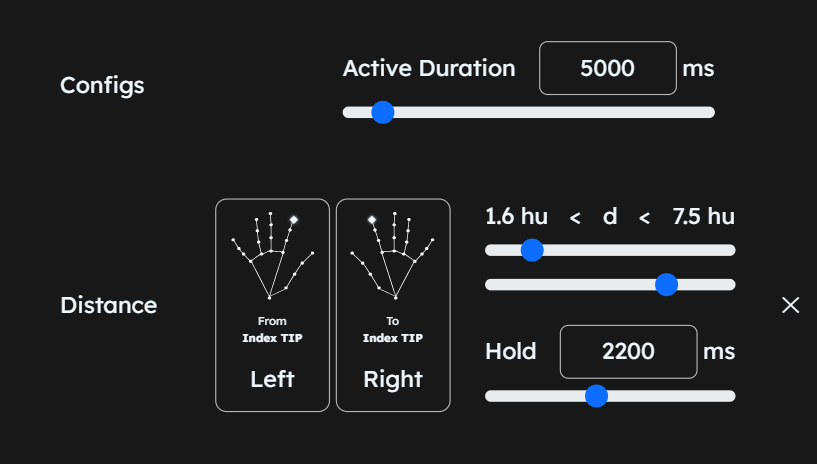 Configs
Active Duration 5000 ms
Distance
From
Index TIP
Left
To
Index TIP
Right
1.6 hu < d < 7.5 hu
Hold 2200 ms